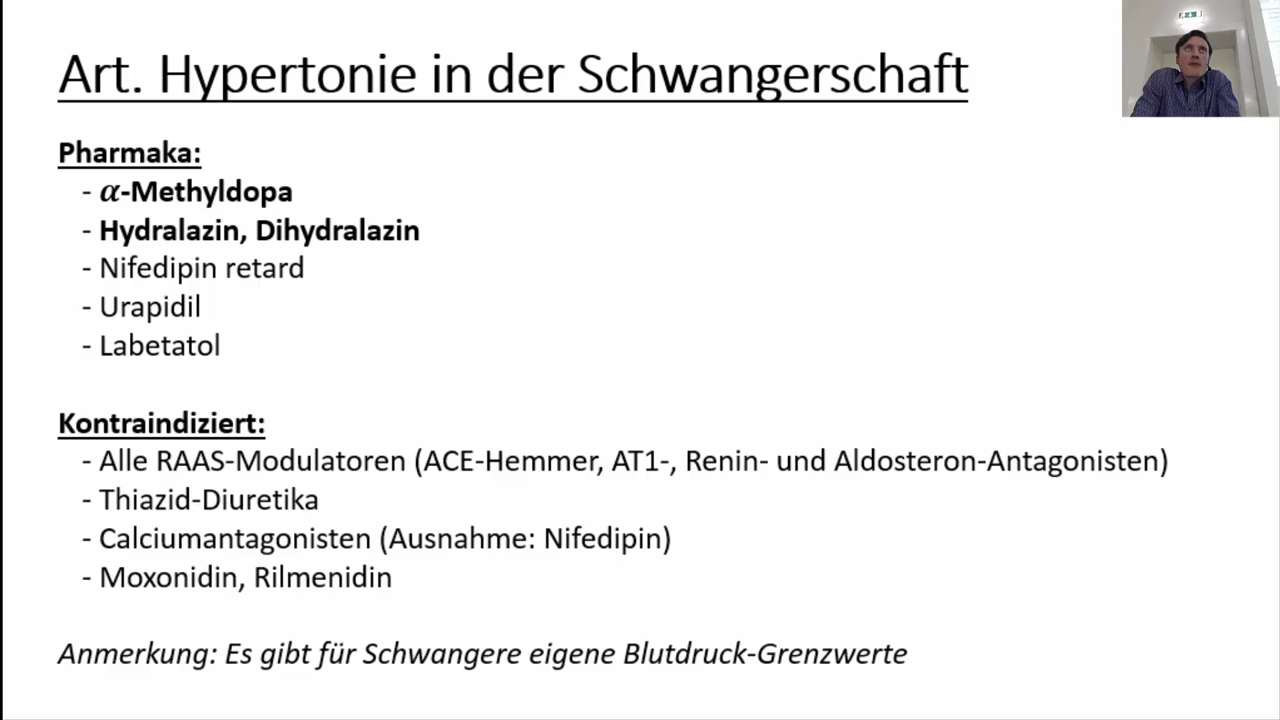 Art. Hypertonie in der Schwangerschaft
Pharmaka:
- α-Methyldopa
- Hydralazin, Dihydralazin
- Nifedipin retard
- Urapidil
- Labetatol
Kontraindiziert:
- Alle RAAS-Modulatoren (ACE-Hemmer, AT1-, Renin- und Aldosteron-Antagonisten)
- Thiazid-Diuretika
- Calciumantagonisten (Ausnahme: Nifedipin)
- Moxonidin, Rilmenidin
Anmerkung: Es gibt für Schwangere eigene Blutdruck-Grenzwerte